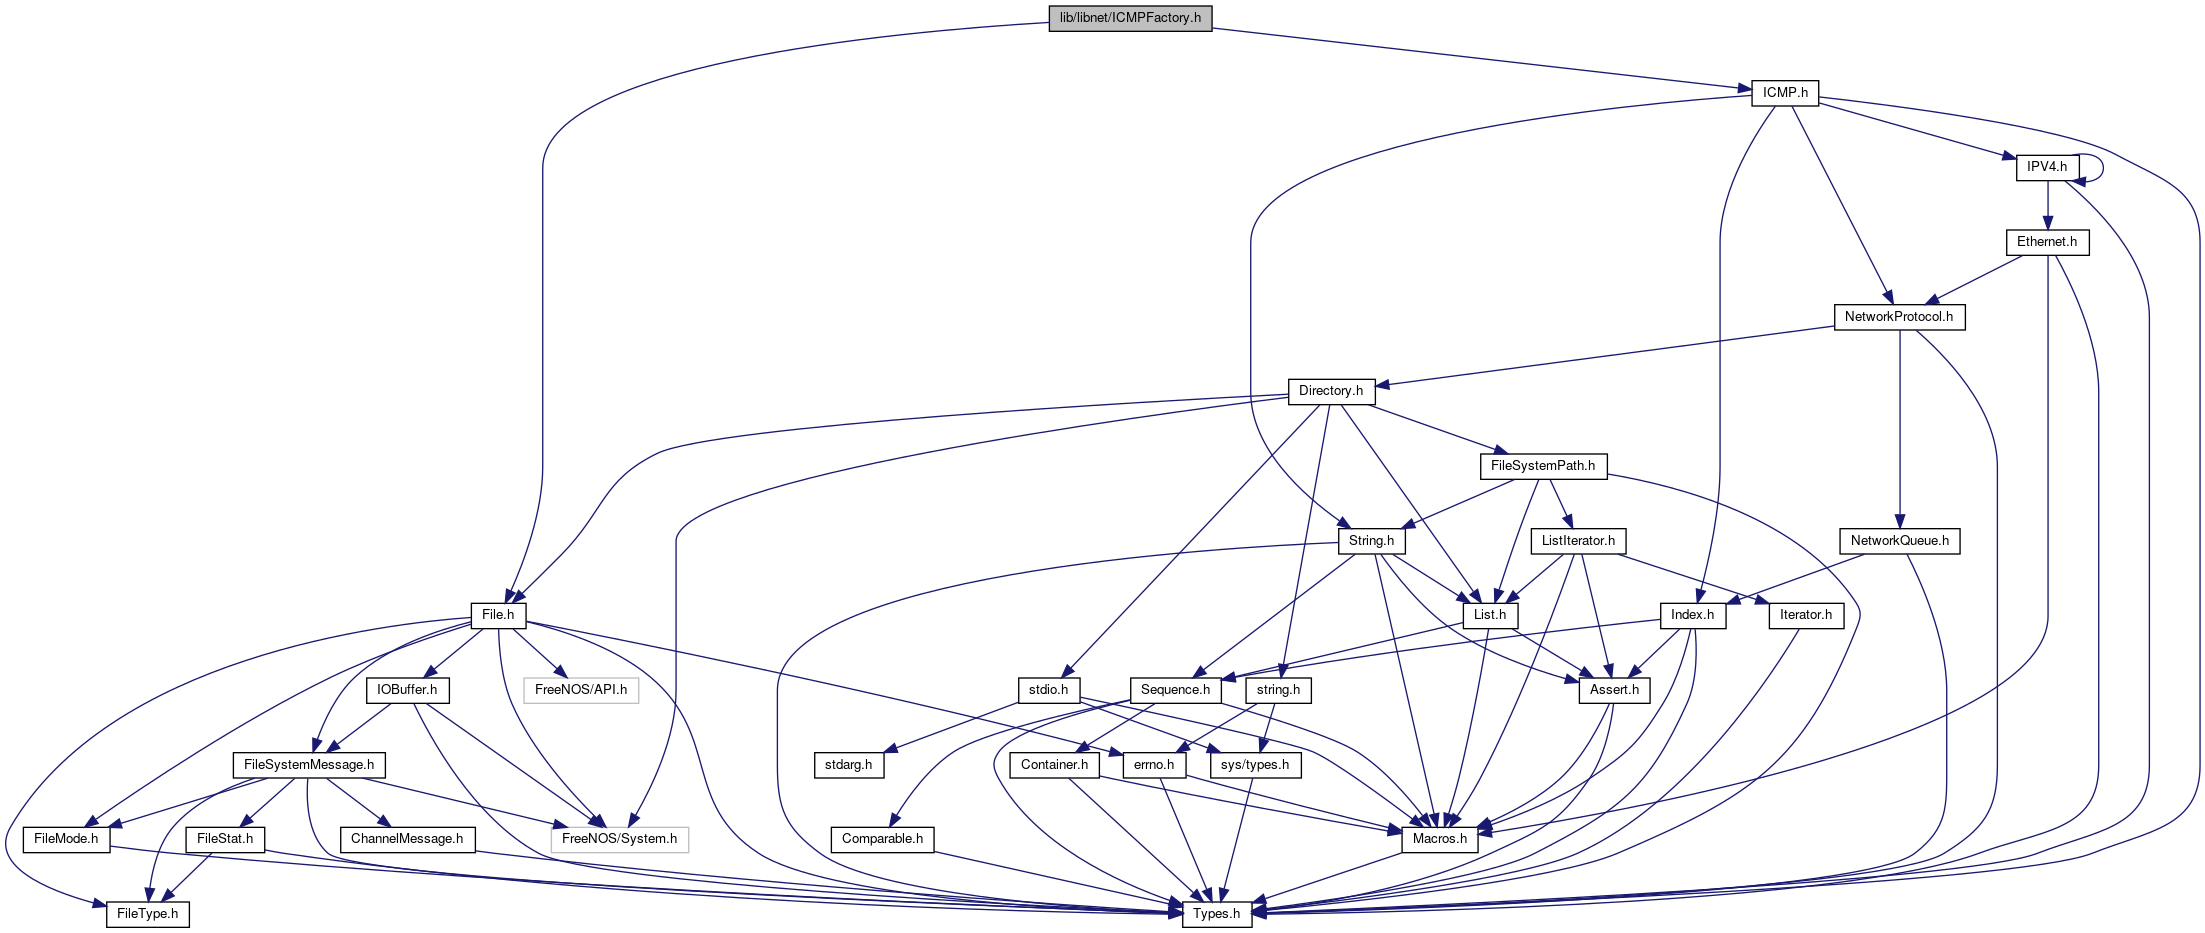 lib/libnet/ICMPFactory.h
ICMP.h
IPV4.h
Ethernet.h
NetworkProtocol.h
Directory.h
FileSystemPath.h
String.h
ListIterator.h
NetworkQueue.h
File.h
List.h
Index.h
Iterator.h
IOBuffer.h
FreeNOS/API.h
stdio.h
Sequence.h
string.h
Assert.h
FileSystemMessage.h
stdarg.h
Container.h
errno.h
sys/types.h
FileMode.h
FileStat.h
ChannelMessage.h
FreeNOS/System.h
Comparable.h
Macros.h
FileType.h
Types.h